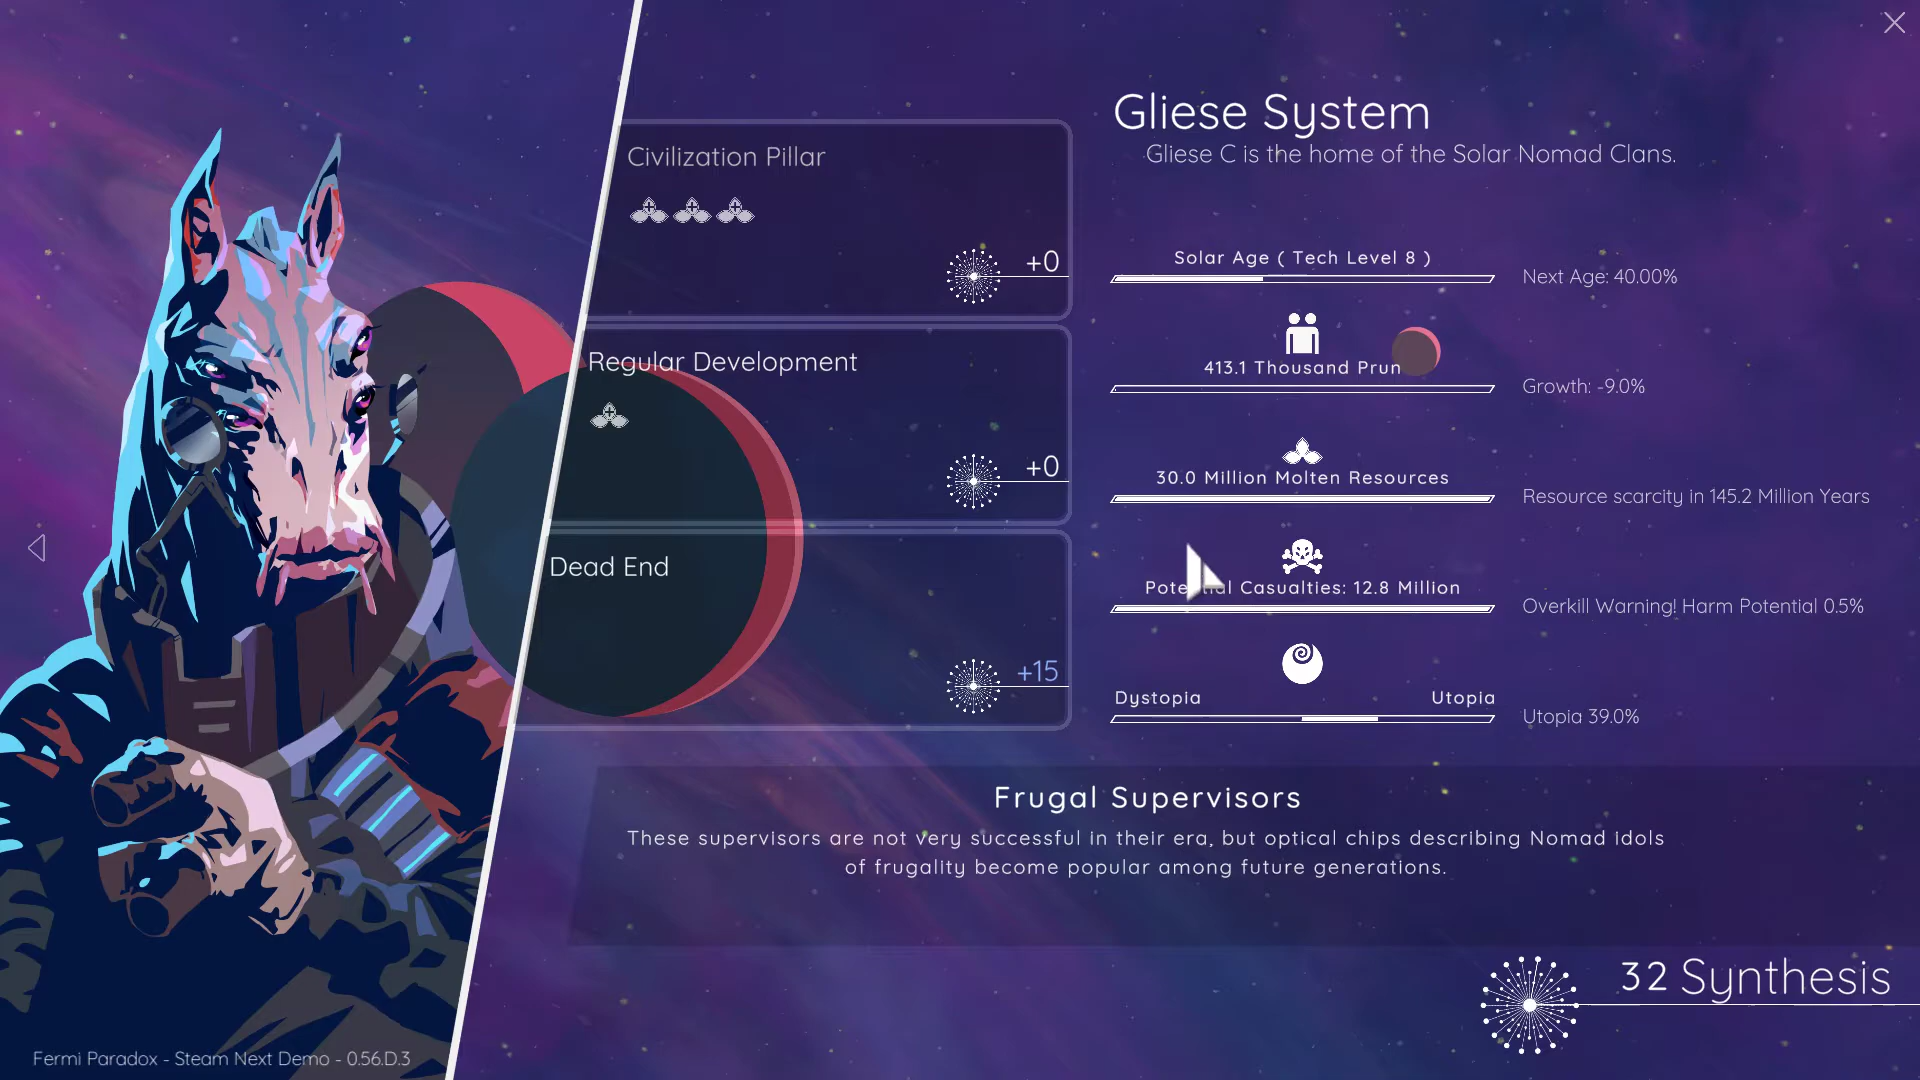 Gliese System
Gliese C is the home of the Solar Nomad Clans.
Civilization Pillar
+0
Regular Development
+0
Dead End
+15
Solar Age ( Tech Level 8 )
Next Age: 40.00%
413.1 Thousand Prun
Growth: -9.0%
30.0 Million Molten Resources
Resource scarcity in 145.2 Million Years
Potential Casualties: 12.8 Million
Overkill Warning! Harm Potential 0.5%
Dystopia
Utopia
Utopia 39.0%
Frugal Supervisors
These supervisors are not very successful in their era, but optical chips describing Nomad idols
of frugality become popular among future generations.
32 Synthesis
Fermi Paradox - Steam Next Demo - 0.56.D.3